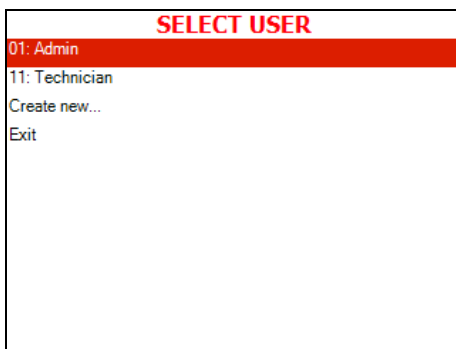 SELECT USER
01: Admin
11: Technician
Create new...
Exit